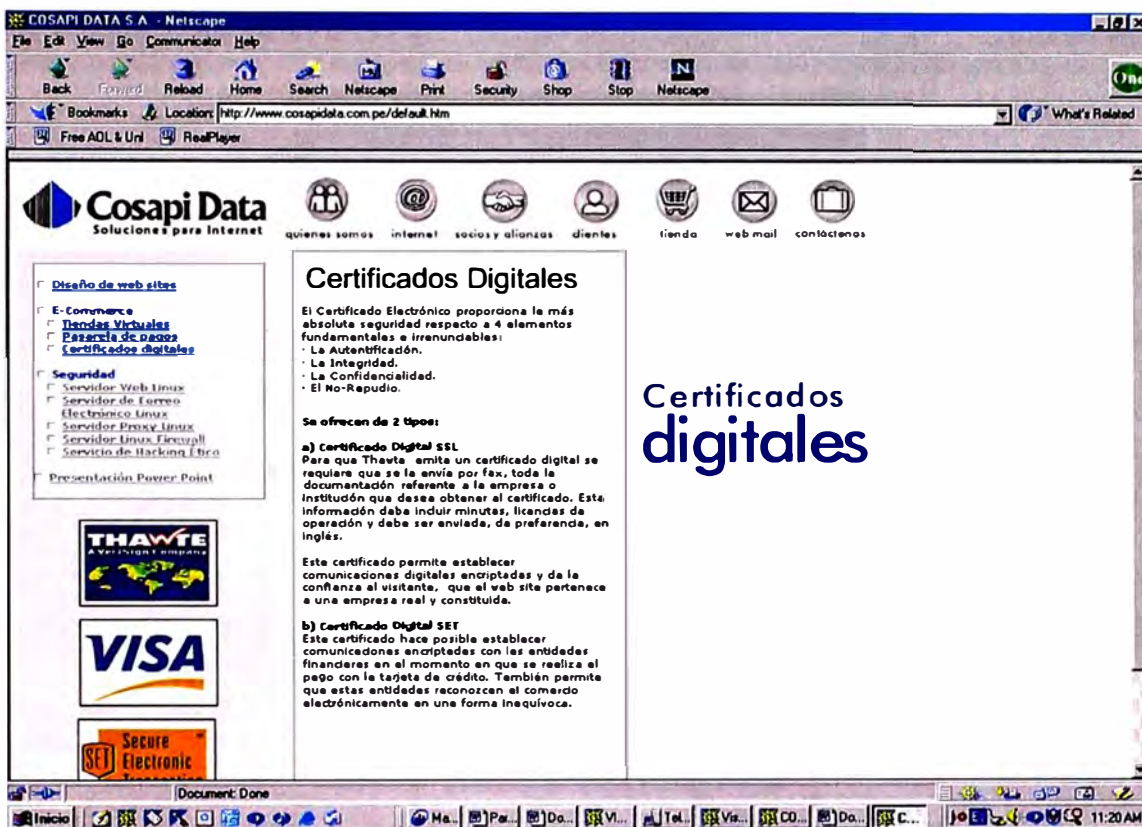 COSAPI DATA S.A. - Netscape
File Edit View Go Communicator Help
Back Forward Reload Home Search Netscape Print Security Shop Stop Netscape
Bookmarks Location: http://www.cosapidata.com.pe/default.htm What's Related
Free AOL & Unl RealPlayer
Cosapi Data
Soluciones para Internet
quienes somos internet socios y alianzas clientes tienda web mail contáctenos
Diseño de web sites
E-Commerce
Tiendas Virtuales
Pasarela de pagos
Certificados digitales
Seguridad
Servidor Web Linux
Servidor de Correo
Electrónico Linux
Servidor Proxy Linux
Servidor Linux Firewall
Servicio de Hacking Etico
Presentación Power Point
THAWTE
A VeriSign Company
VISA
SET
Secure
Electronic
Certificados Digitales
El Certificado Electrónico proporciona la más
absoluta seguridad respecto a 4 elementos
fundamentales e irrenunciables:
· La Autentificación.
· La Integridad.
· La Confidencialidad.
· El No-Repudio.
Se ofrecen de 2 tipos:
a) Certificado Digital SSL
Para que Thawte emita un certificado digital se
requiere que se la envía por fax, toda la
documentación referente a la empresa o
institución que desea obtener el certificado. Esta
información debe incluir minutas, licencias de
operación y debe ser enviada, de preferencia, en
inglés.
Este certificado permite establecer
comunicaciones digitales encriptadas y da la
confianza al visitante, que el web site pertenece
a una empresa real y constituida.
b) Certificado Digital SET
Este certificado hace posible establecer
comunicaciones encriptadas con las entidades
financieras en el momento en que se realiza el
pago con la tarjeta de crédito. También permite
que estas entidades reconozcan el comercio
electrónicamente en una forma inequívoca.
Certificados
digitales
Document: Done
Inicio Ma... Par... Do... Vi... Tel... Vis... CO... Do... C... 11:20 AM